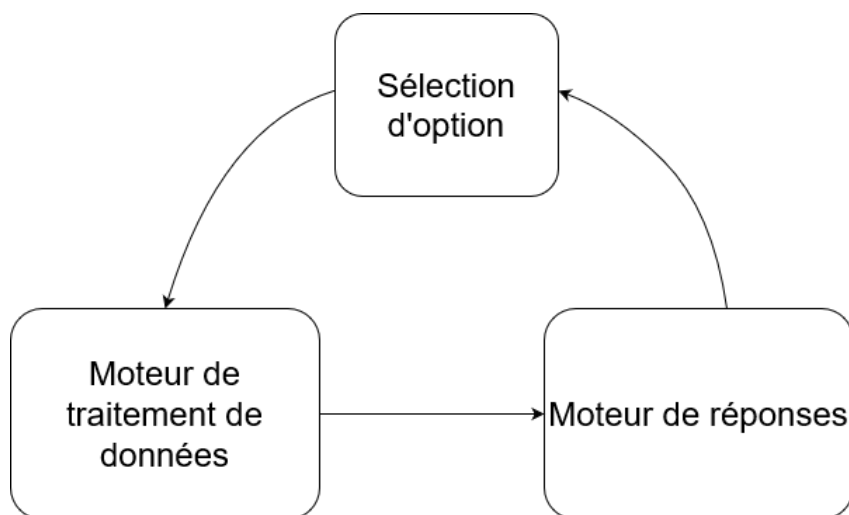 Sélection
d'option
Moteur de
traitement de
données
Moteur de réponses